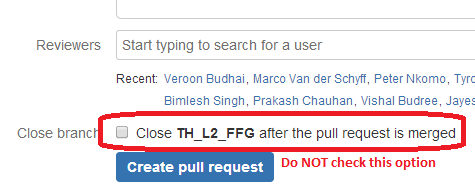 Reviewers Start typing to search for a user
Recent: Veroon Budhai, Marco Van der Schyff, Peter Nkomo,
Bimlesh Singh, Prakash Chauhan, Vishal Budree,
Close branch Close TH_L2_FFG after the pull request is merged
Create pull request Do NOT check this option